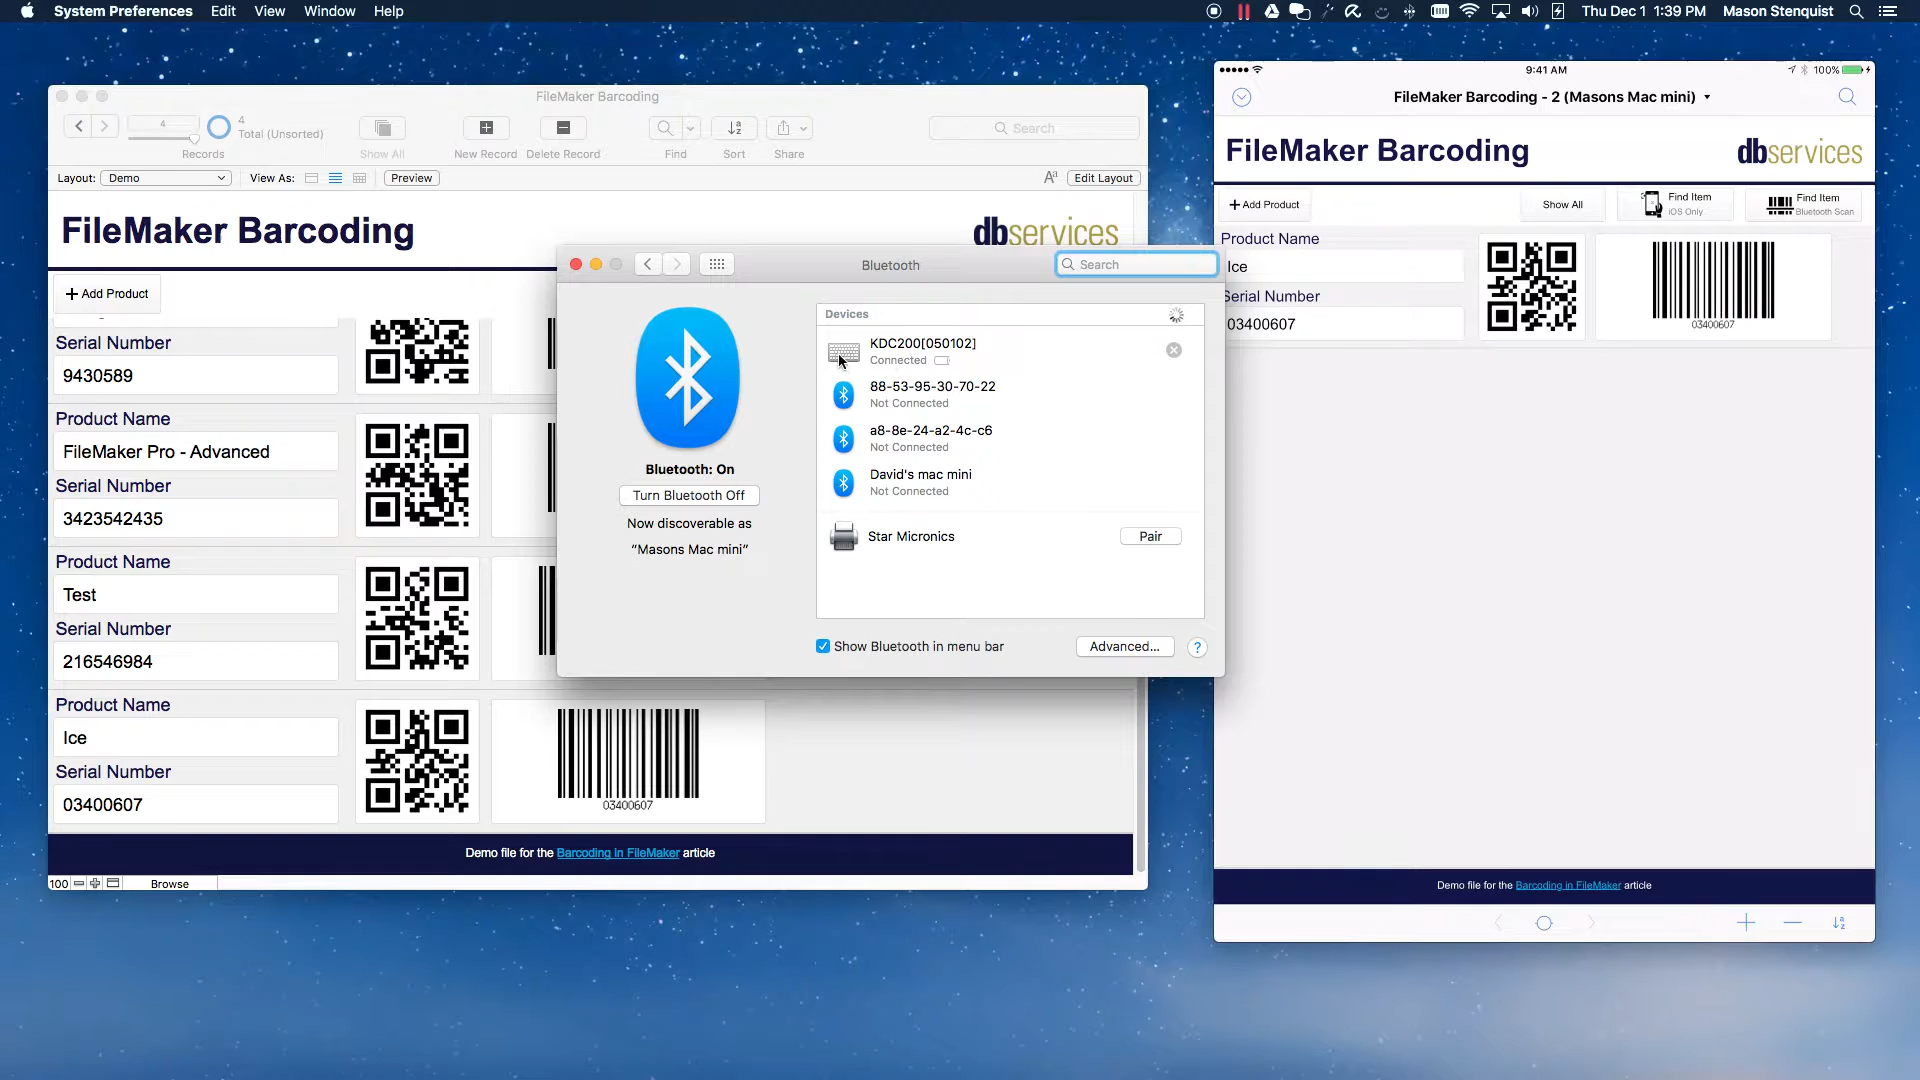 System Preferences Edit View Window Help
Thu Dec 1 1:39 PM Mason Stenquist
FileMaker Barcoding
4
4
Total (Unsorted)
Records
Show All
New Record
Delete Record
Find
Sort
Share
Search
Layout: Demo
View As:
Preview
Aa
Edit Layout
FileMaker Barcoding
dbservices
Add Product
Serial Number
9430589
Product Name
FileMaker Pro - Advanced
Serial Number
3423542435
Product Name
Test
Serial Number
216546984
Product Name
Ice
Serial Number
03400607
03400607
Demo file for the Barcoding in FileMaker article
100
Browse
Bluetooth
Search
Bluetooth: On
Turn Bluetooth Off
Now discoverable as
“Masons Mac mini”
Devices
KDC200[050102]
Connected
88-53-95-30-70-22
Not Connected
a8-8e-24-a2-4c-c6
Not Connected
David's mac mini
Not Connected
Star Micronics
Pair
Show Bluetooth in menu bar
Advanced...
?
9:41 AM
100%
FileMaker Barcoding - 2 (Masons Mac mini)
FileMaker Barcoding
dbservices
Add Product
Show All
Find Item
iOS Only
Find Item
Bluetooth Scan
Product Name
Ice
Serial Number
03400607
03400607
Demo file for the Barcoding in FileMaker article